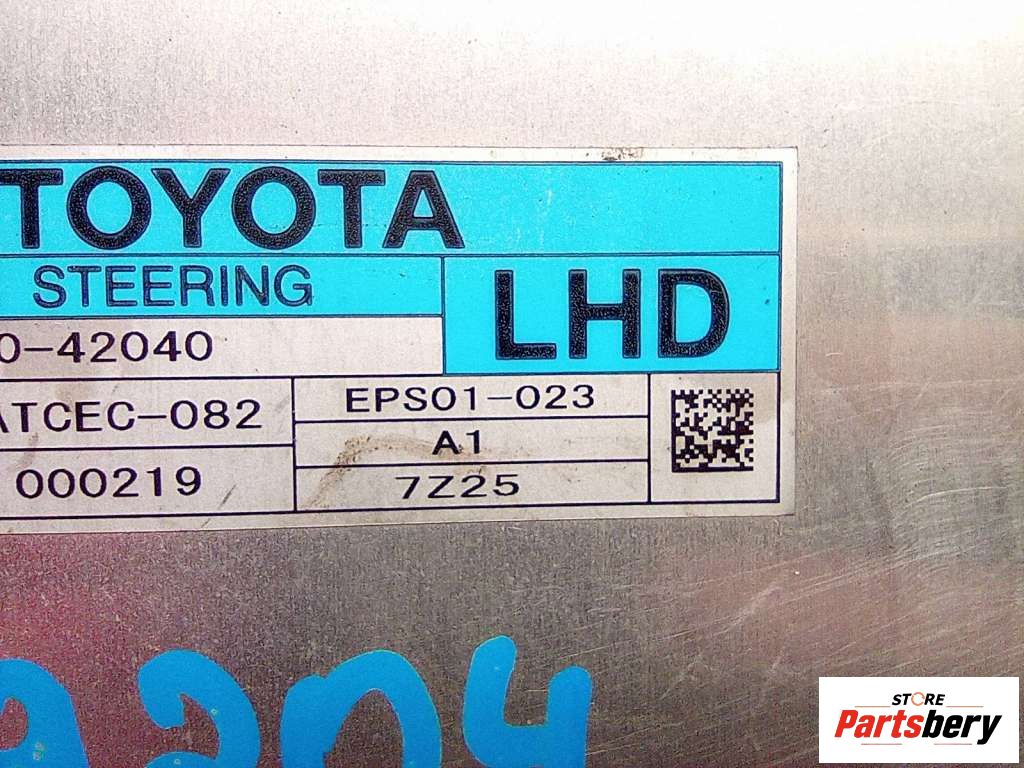 TOYOTA
STEERING
LHD
0-42040
ATCEC-082
EPS01-023
A1
000219
7Z25
STORE
Partsbery